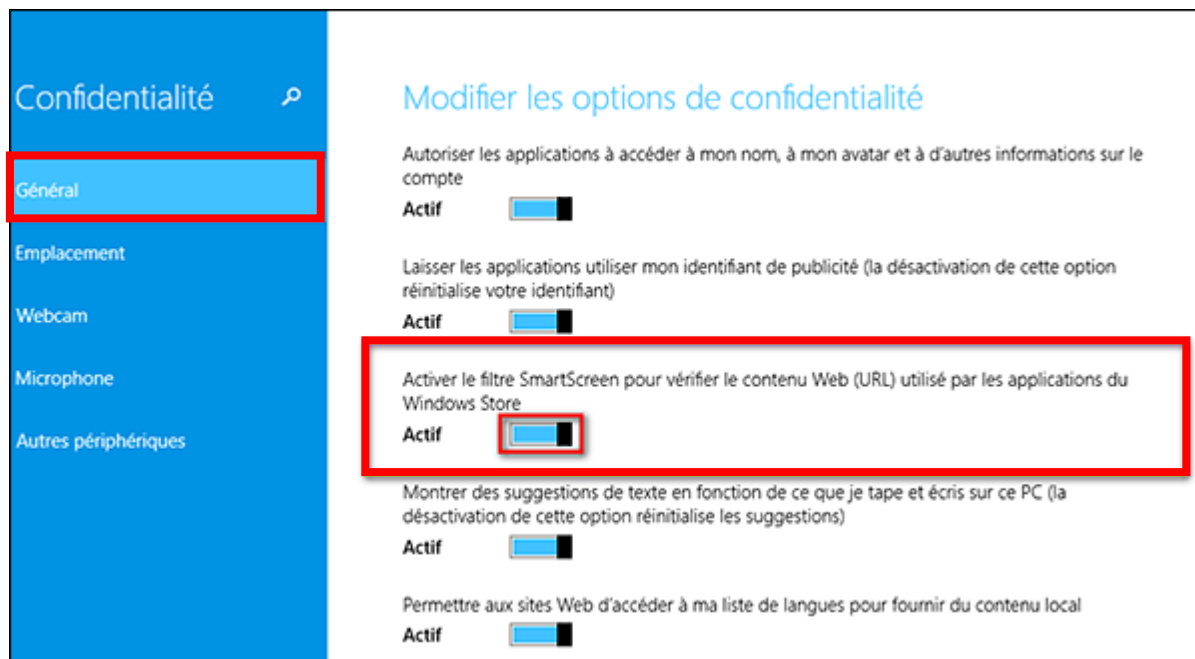 Confidentialité
Général
Emplacement
Webcam
Microphone
Autres périphériques
Modifier les options de confidentialité
Autoriser les applications à accéder à mon nom, à mon avatar et à d'autres informations sur le
compte
Actif
Laisser les applications utiliser mon identifiant de publicité (la désactivation de cette option
réinitialise votre identifiant)
Actif
Activer le filtre SmartScreen pour vérifier le contenu Web (URL) utilisé par les applications du
Windows Store
Actif
Montrer des suggestions de texte en fonction de ce que je tape et écris sur ce PC (la
désactivation de cette option réinitialise les suggestions)
Actif
Permettre aux sites Web d'accéder à ma liste de langues pour fournir du contenu local
Actif